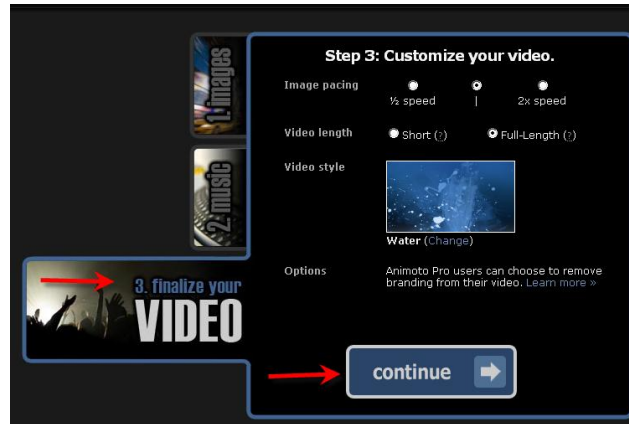 1. images
2. music
3. finalize your
VIDEO
Step 3: Customize your video.
Image pacing
½ speed | 2x speed
Video length
Short (?) Full-Length (?)
Video style
Water (Change)
Options
Animoto Pro users can choose to remove
branding from their video. Learn more »
continue